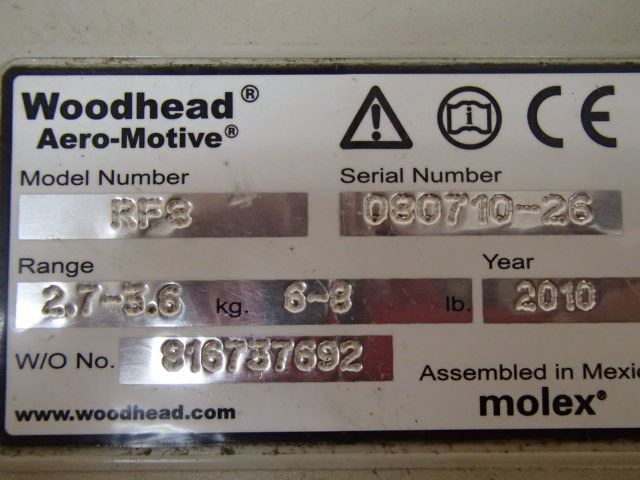 Woodhead®
Aero-Motive®
Model Number
RF8
Serial Number
080710-26
Range
2.7-3.6 kg. 6-8 lb.
Year
2010
W/O No. 816737692
Assembled in Mexic
www.woodhead.com
molex®